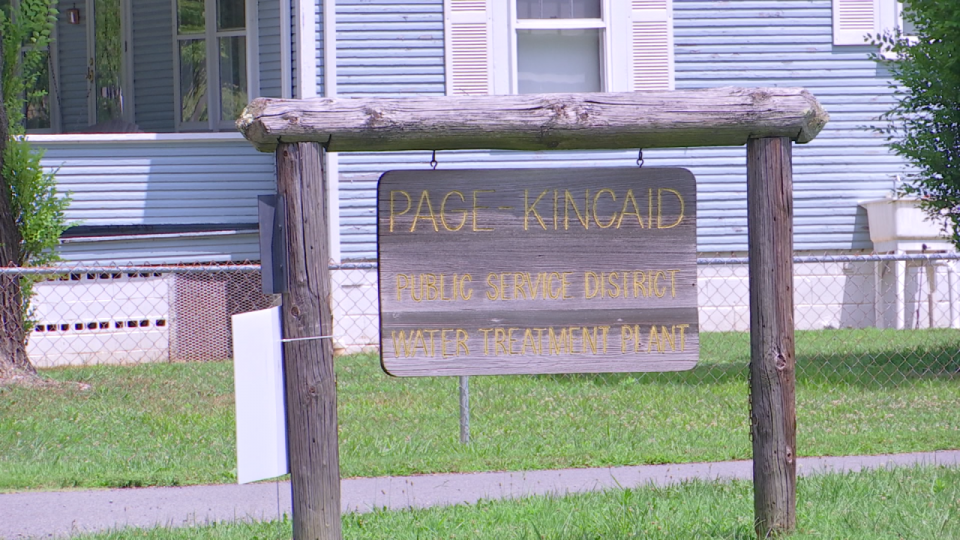 PAGE-KINCAID
PUBLIC SERVICE DISTRICT
WATER TREATMENT PLANT